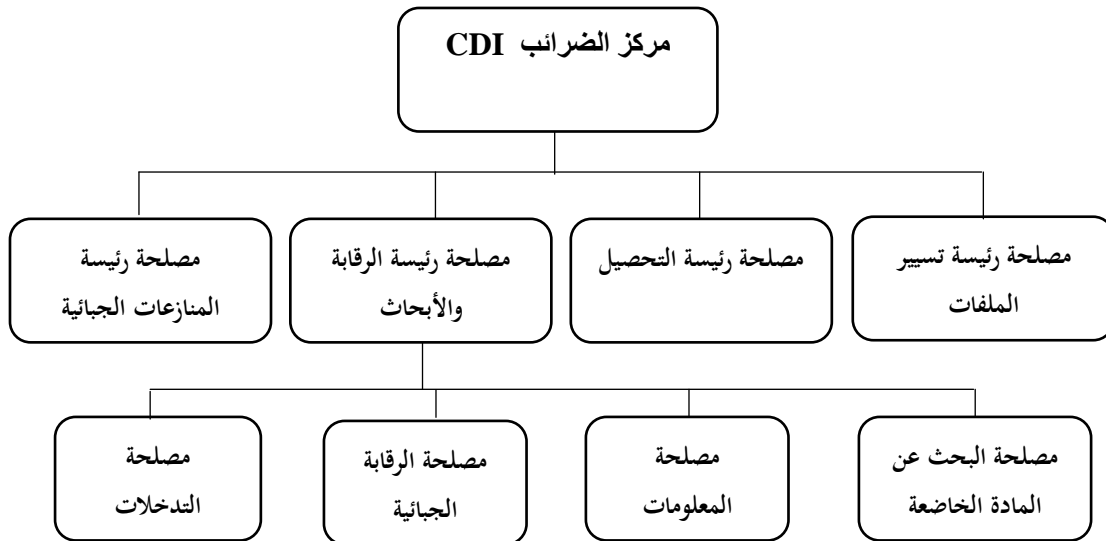 مركز الضرائب CDI
مصلحة رئيسة تسيير
الملفات
مصلحة رئيسة التحصيل
مصلحة رئيسة الرقابة
والأبحاث
مصلحة رئيسة
المنازعات الجبائية
مصلحة البحث عن
المادة الخاضعة
مصلحة
المعلومات
مصلحة الرقابة
الجبائية
مصلحة
التدخلات